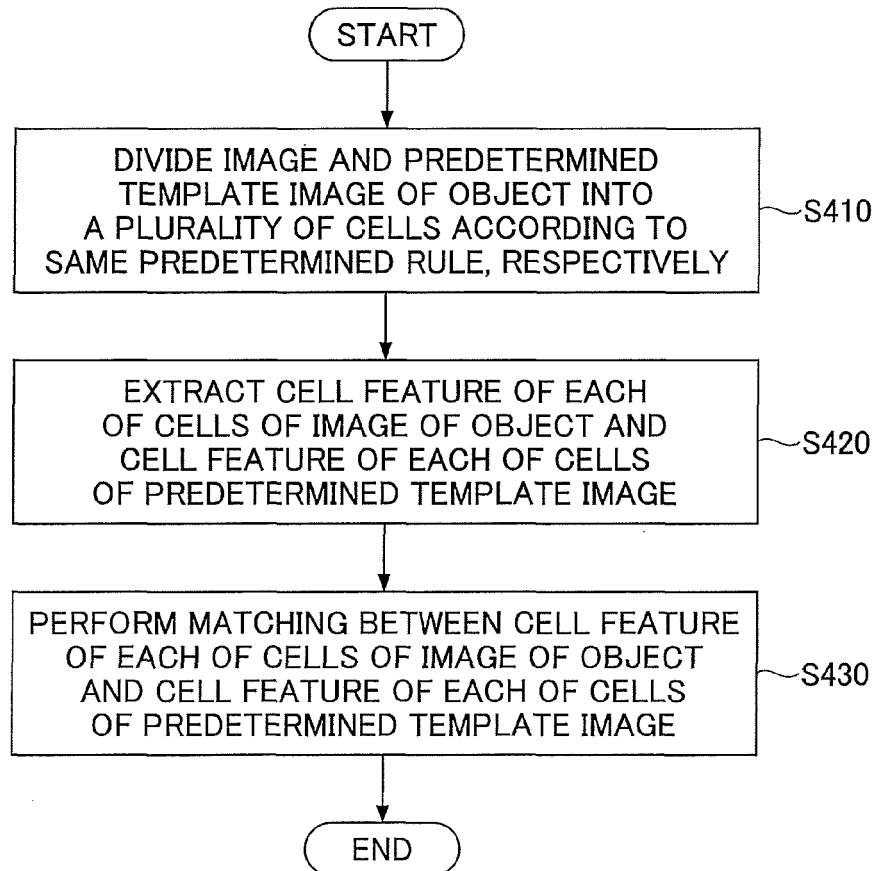 START
DIVIDE IMAGE AND PREDETERMINED
TEMPLATE IMAGE OF OBJECT INTO
A PLURALITY OF CELLS ACCORDING TO
SAME PREDETERMINED RULE, RESPECTIVELY
S410
EXTRACT CELL FEATURE OF EACH
OF CELLS OF IMAGE OF OBJECT AND
CELL FEATURE OF EACH OF CELLS
OF PREDETERMINED TEMPLATE IMAGE
S420
PERFORM MATCHING BETWEEN CELL FEATURE
OF EACH OF CELLS OF IMAGE OF OBJECT
AND CELL FEATURE OF EACH OF CELLS
OF PREDETERMINED TEMPLATE IMAGE
S430
END